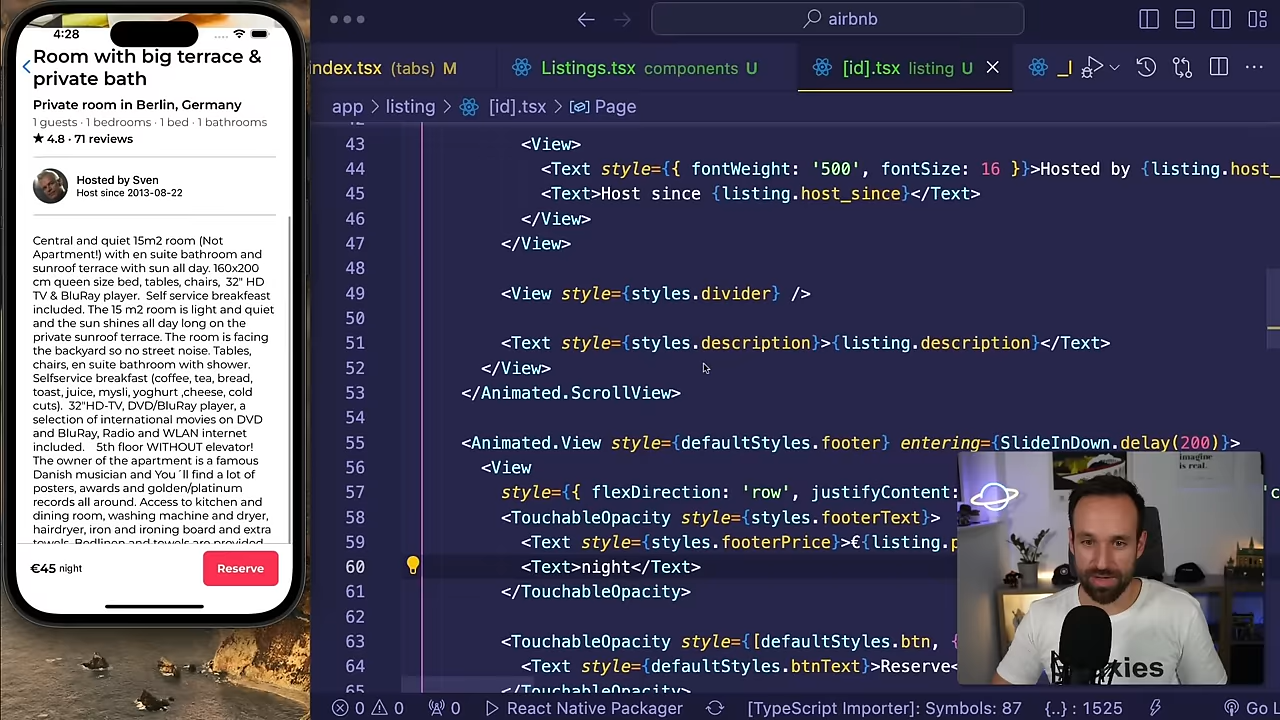 4:28
Room with big terrace &
private bath
Private room in Berlin, Germany
1 guests · 1 bedrooms · 1 bed · 1 bathrooms
★ 4.8 · 71 reviews
Hosted by Sven
Host since 2013-08-22
Central and quiet 15m2 room (Not
Apartment!) with en suite bathroom and
sunroof terrace with sun all day. 160x200
cm queen size bed, tables, chairs,  32" HD
TV & BluRay player.  Self service breakfeast
included. The 15 m2 room is light and quiet
and the sun shines all day long on the
private sunroof terrace. The room is facing
the backyard so no street noise. Tables,
chairs, en suite bathroom with shower.
Selfservice breakfast (coffee, tea, bread,
toast, juice, mysli, yoghurt ,cheese, cold
cuts).  32"HD-TV, DVD/BluRay player, a
selection of international movies on DVD
and BluRay, Radio and WLAN internet
included.   5th floor WITHOUT elevator!
The owner of the apartment is a famous
Danish musician and You´ll find a lot of
posters, awards and golden/platinum
records all around. Access to kitchen and
dining room, washing machine and dryer,
hairdryer, iron and ironing board and extra
towels. Bedlinen and towels are provided
€45 night
Reserve
airbnb
index.tsx (tabs) M
Listings.tsx components U
[id].tsx listing U
app > listing > [id].tsx > Page
43 <View>
44 <Text style={{ fontWeight: '500', fontSize: 16 }}>Hosted by {listing.host_
45 <Text>Host since {listing.host_since}</Text>
46 </View>
47 </View>
48
49 <View style={styles.divider} />
50
51 <Text style={styles.description}>{listing.description}</Text>
52 </View>
53 </Animated.ScrollView>
54
55 <Animated.View style={defaultStyles.footer} entering={SlideInDown.delay(200)}>
56 <View
57 style={{ flexDirection: 'row', justifyContent:
58 <TouchableOpacity style={styles.footerText}>
59 <Text style={styles.footerPrice}>€{listing.p
60 <Text>night</Text>
61 </TouchableOpacity>
62
63 <TouchableOpacity style={[defaultStyles.btn, {
64 <Text style={defaultStyles.btnText}>Reserve<
65 </TouchableOpacity>
imagine
is real.
0 0 0 React Native Packager [TypeScript Importer]: Symbols: 87 {..} : 1525 Go L